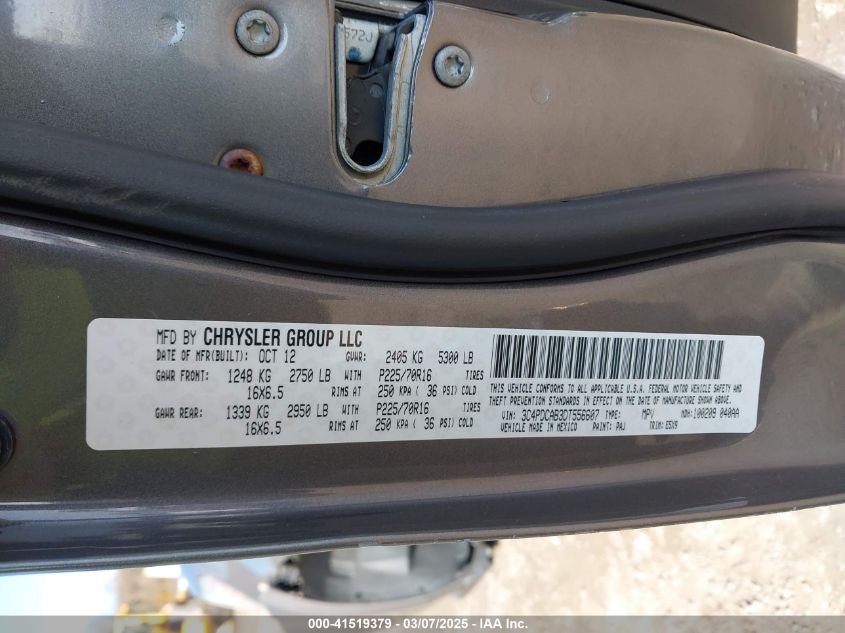 572J
MFD BY CHRYSLER GROUP LLC
DATE OF MFR(BUILT): OCT 12 GVWR: 2405 KG 5300 LB
GAWR FRONT: 1248 KG 2750 LB WITH P225/70R16 TIRES
16X6.5 RIMS AT 250 KPA ( 36 PSI) COLD
GAWR REAR: 1339 KG 2950 LB WITH P225/70R16 TIRES
16X6.5 RIMS AT 250 KPA ( 36 PSI) COLD
THIS VEHICLE CONFORMS TO ALL APPLICABLE U.S.A. FEDERAL MOTOR VEHICLE SAFETY AND
THEFT PREVENTION STANDARDS IN EFFECT ON THE DATE OF MANUFACTURE SHOWN ABOVE.
VIN: 3C4PDCAB3DT556607 TYPE: MPV MDH: 100209 040AA
VEHICLE MADE IN MEXICO PAINT: PAJ TRIM: E5X9
000-41519379 - 03/07/2025 - IAA Inc.